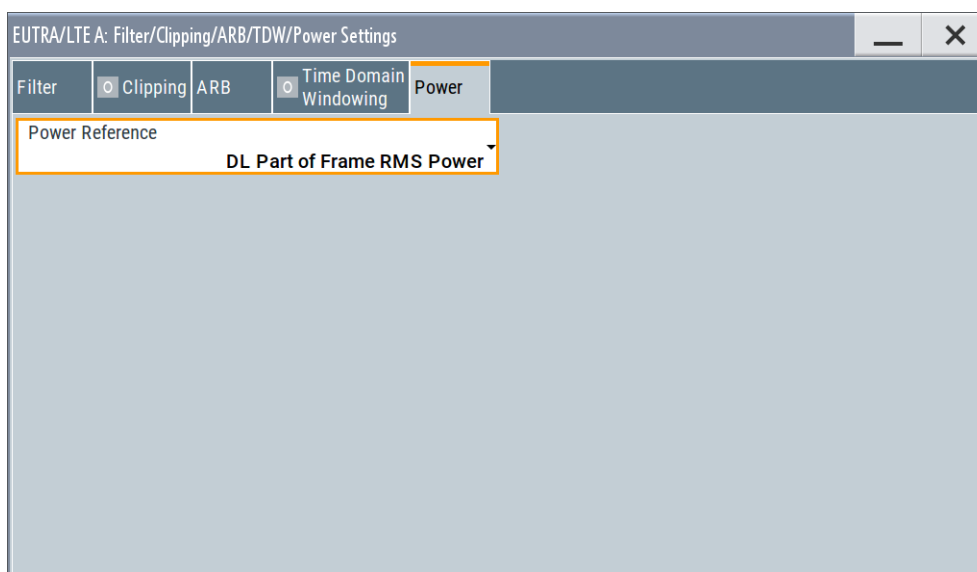 EUTRA/LTE A: Filter/Clipping/ARB/TDW/Power Settings
Filter
O Clipping
ARB
O Time Domain
Windowing
Power
Power Reference
DL Part of Frame RMS Power